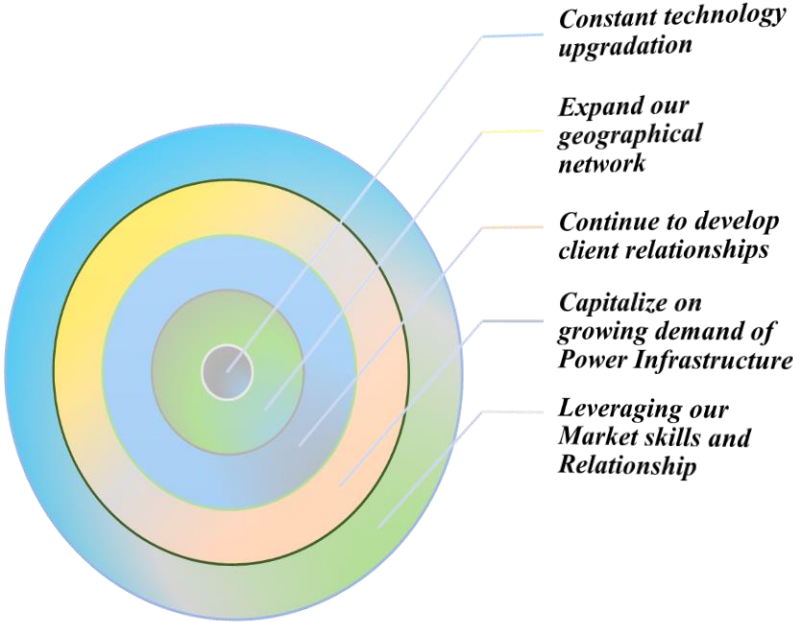 Constant technology
upgradation
Expand our
geographical
network
Continue to develop
client relationships
Capitalize on
growing demand of
Power Infrastructure
Leveraging our
Market skills and
Relationship